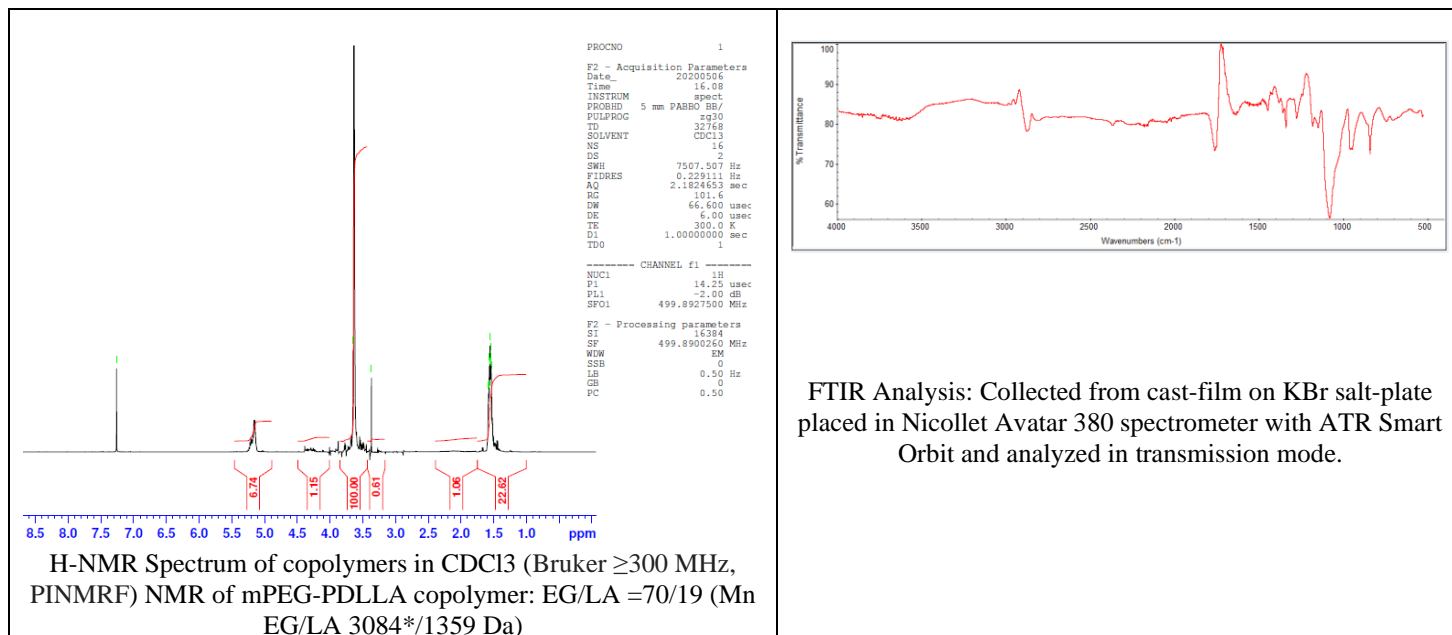 PROCNO 1
F2 - Acquisition Parameters
Date_ 20200506
Time 16.08
INSTRUM spect
PROBHD 5 mm PABBO BB/
PULPROG zg30
TD 32768
SOLVENT CDCl3
NS 16
DS 2
SWH 7507.507 Hz
FIDRES 0.229111 Hz
AQ 2.1824653 sec
RG 101.6
DW 66.600 usec
DE 6.00 usec
TE 300.0 K
D1 1.00000000 sec
TD0 1
======== CHANNEL f1 ========
NUC1 1H
P1 14.25 usec
PL1 -2.00 dB
SFO1 499.8927500 MHz
F2 - Processing parameters
SI 16384
SF 499.8900260 MHz
WDW EM
SSB 0
LB 0.50 Hz
GB 0
PC 0.50
6.74 1.15 100.00 0.61 1.06 22.62
8.5 8.0 7.5 7.0 6.5 6.0 5.5 5.0 4.5 4.0 3.5 3.0 2.5 2.0 1.5 1.0 ppm
H-NMR Spectrum of copolymers in CDCl3 (Bruker ≥300 MHz,
PINMRF) NMR of mPEG-PDLLA copolymer: EG/LA =70/19 (Mn
EG/LA 3084*/1359 Da)
100
90
80
70
60
% Transmittance
4000 3500 3000 2500 2000 1500 1000 500
Wavenumbers (cm-1)
FTIR Analysis: Collected from cast-film on KBr salt-plate
placed in Nicollet Avatar 380 spectrometer with ATR Smart
Orbit and analyzed in transmission mode.